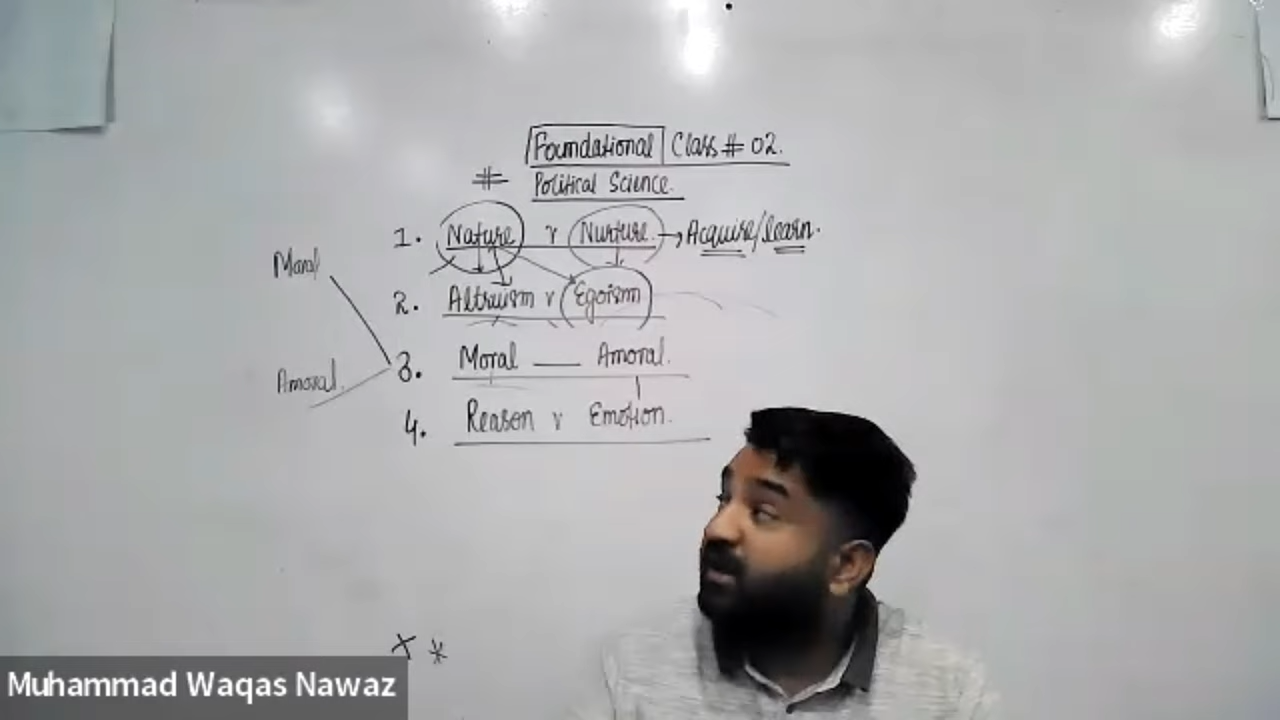 Foundational Class # 02.
# Political Science.
1. Nature v Nurture. → Acquire/learn.
Moral
2. Altruism v Egoism
3. Moral — Amoral.
Amoral.
4. Reason v Emotion.
Muhammad Waqas Nawaz